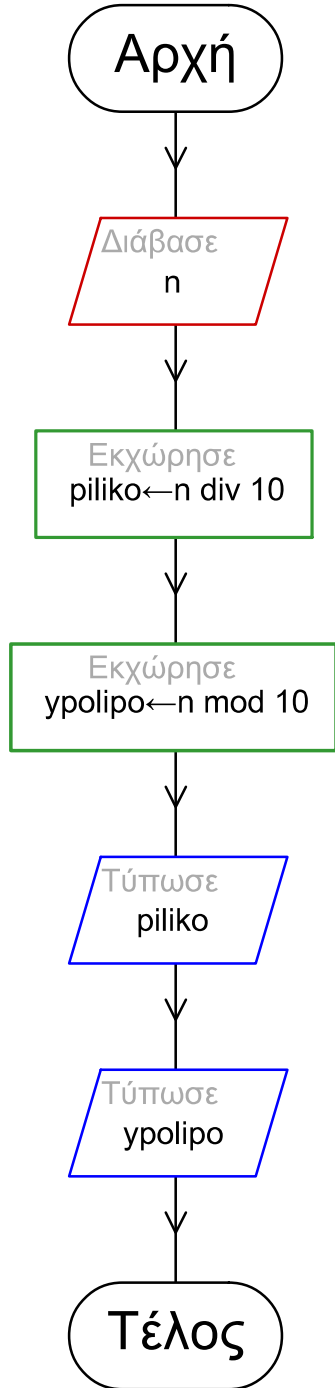 Αρχή
Διάβασε
n
Εκχώρησε
piliko←n div 10
Εκχώρησε
ypolipo←n mod 10
Τύπωσε
piliko
Τύπωσε
ypolipo
Τέλος